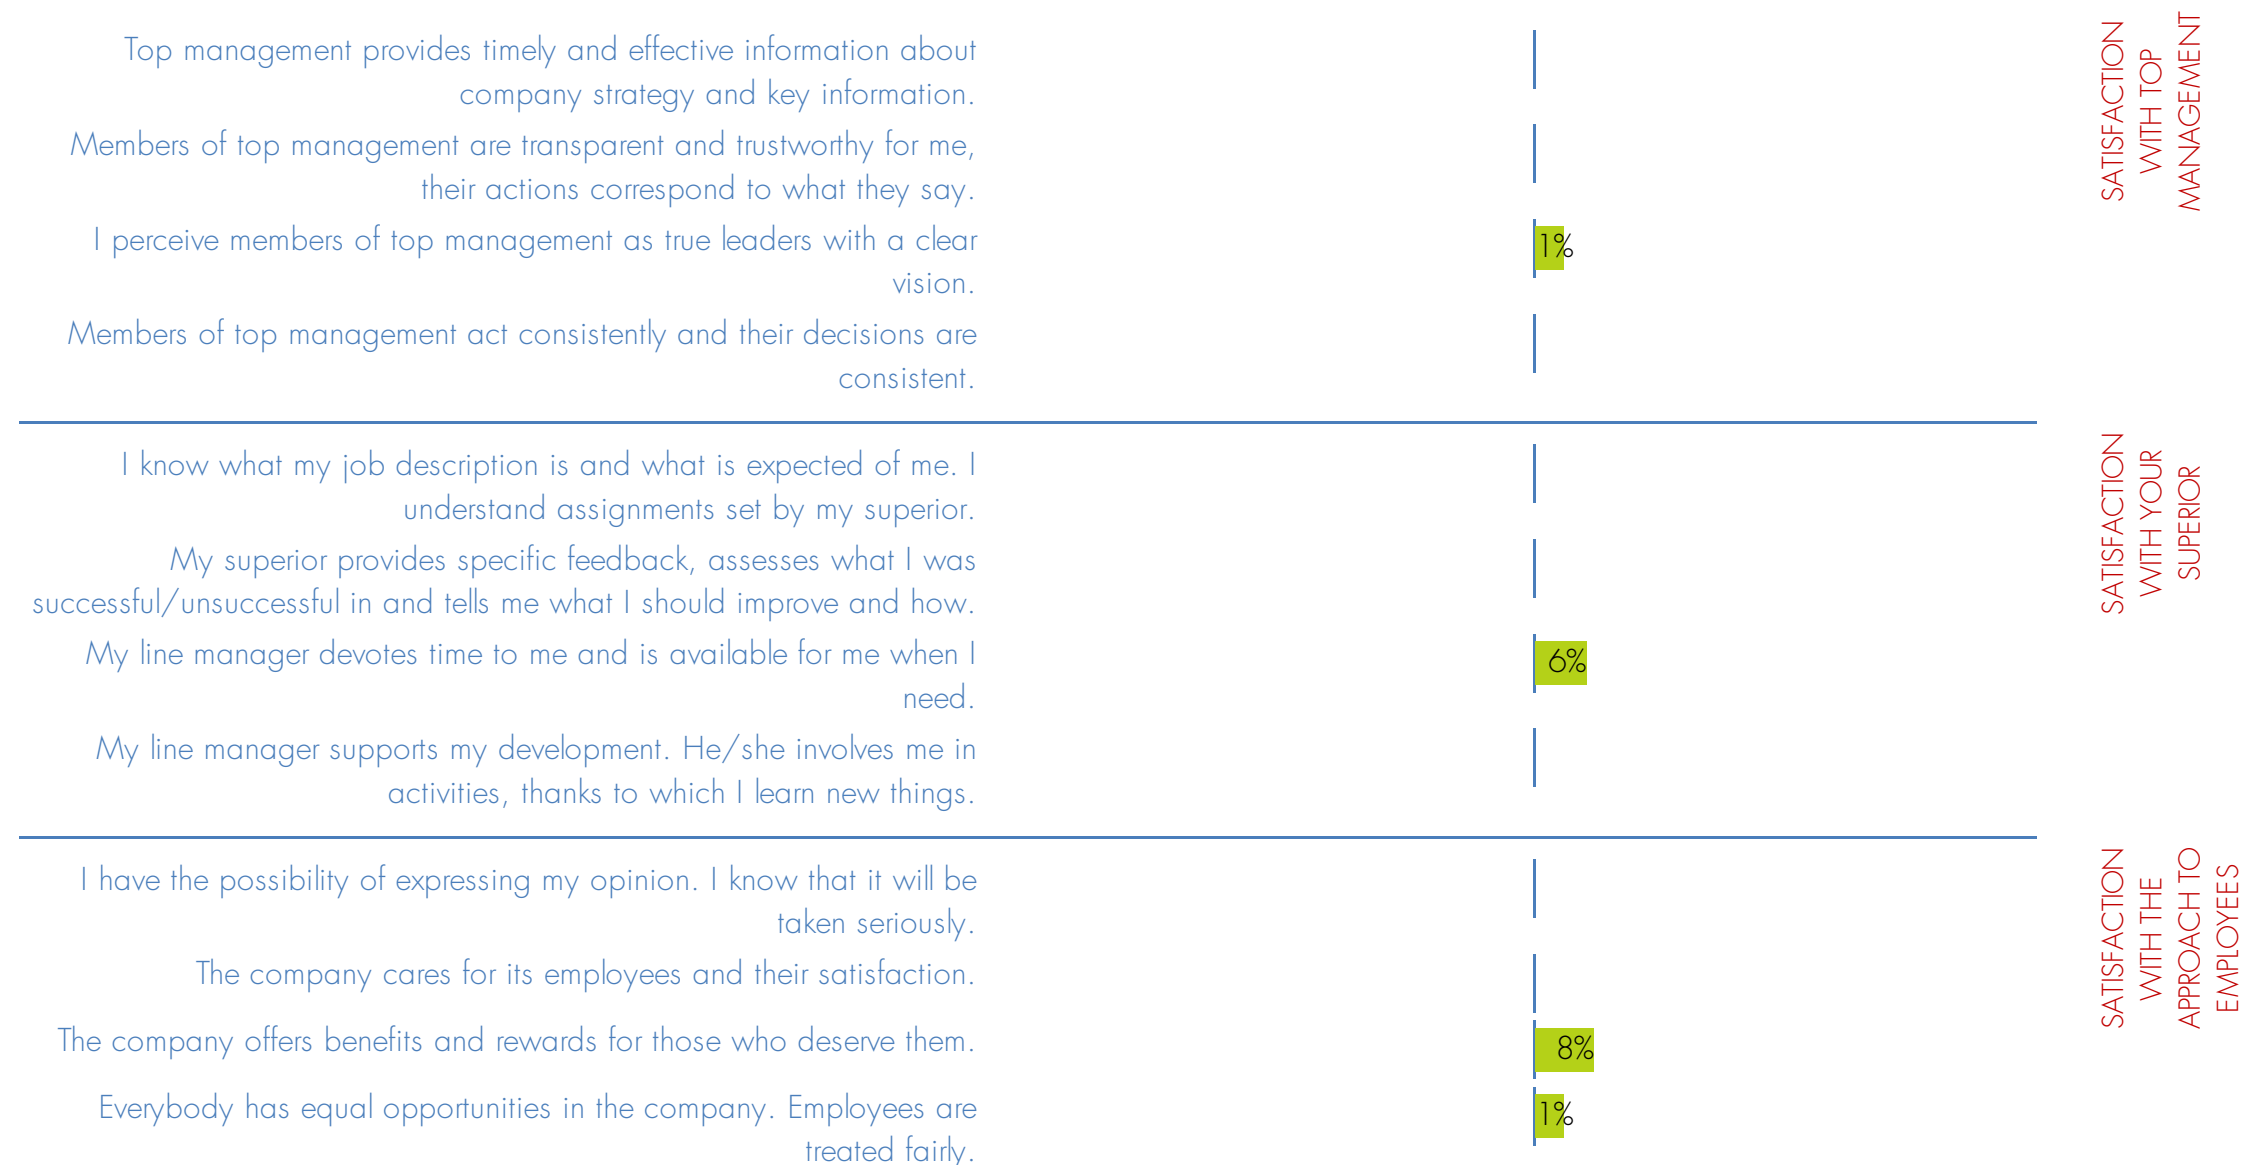 Top management provides timely and effective information about
company strategy and key information.
Members of top management are transparent and trustworthy for me,
their actions correspond to what they say.
I perceive members of top management as true leaders with a clear
vision.
1%
Members of top management act consistently and their decisions are
consistent.
SATISFACTION
WITH TOP
MANAGEMENT
I know what my job description is and what is expected of me. I
understand assignments set by my superior.
My superior provides specific feedback, assesses what I was
successful/unsuccessful in and tells me what I should improve and how.
My line manager devotes time to me and is available for me when I
need.
6%
My line manager supports my development. He/she involves me in
activities, thanks to which I learn new things.
SATISFACTION
WITH YOUR
SUPERIOR
I have the possibility of expressing my opinion. I know that it will be
taken seriously.
The company cares for its employees and their satisfaction.
The company offers benefits and rewards for those who deserve them.
8%
Everybody has equal opportunities in the company. Employees are
treated fairly.
1%
SATISFACTION
WITH THE
APPROACH TO
EMPLOYEES